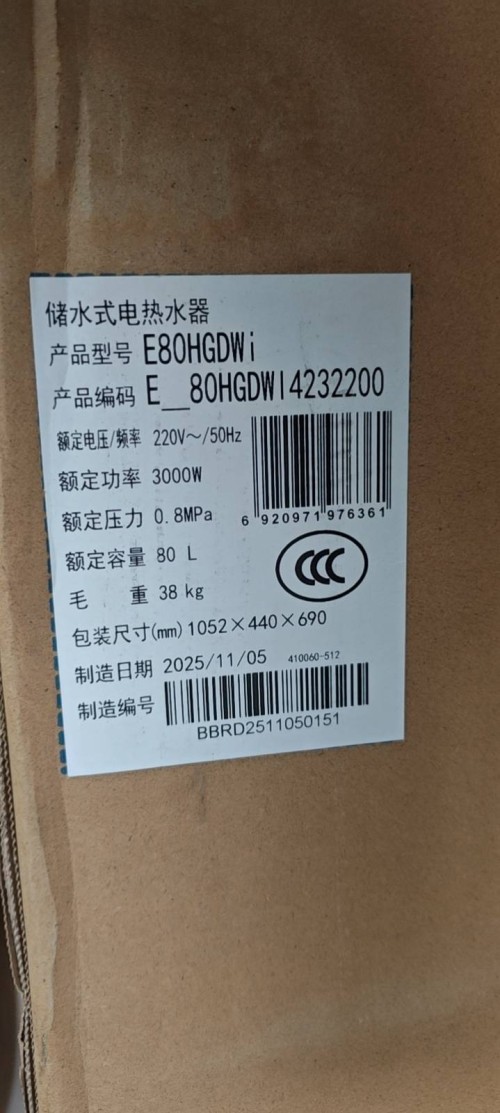 储水式电热水器
产品型号 E80HGDWi
产品编码 E__80HGDWI4232200
额定电压/频率 220V～/50Hz
额定功率 3000W
额定压力 0.8MPa
6 920971 976361
额定容量 80 L
CCC
毛 重 38 kg
包装尺寸(mm) 1052×440×690
制造日期 2025/11/05 410060-512
制造编号
BBRD2511050151